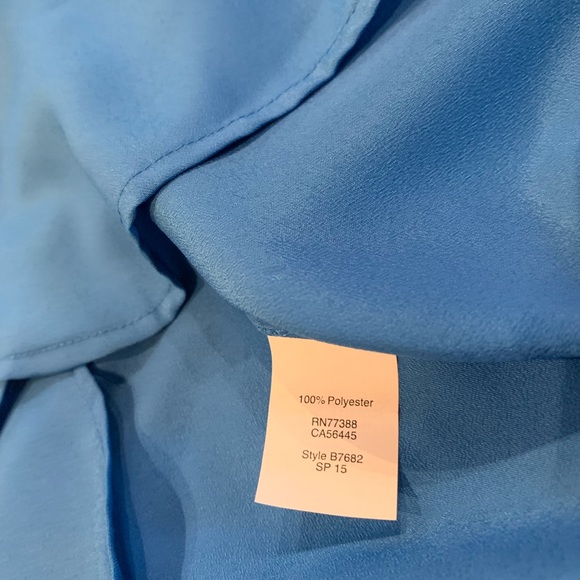 100% Polyester
RN77388
CA56445
Style B7682
SP 15